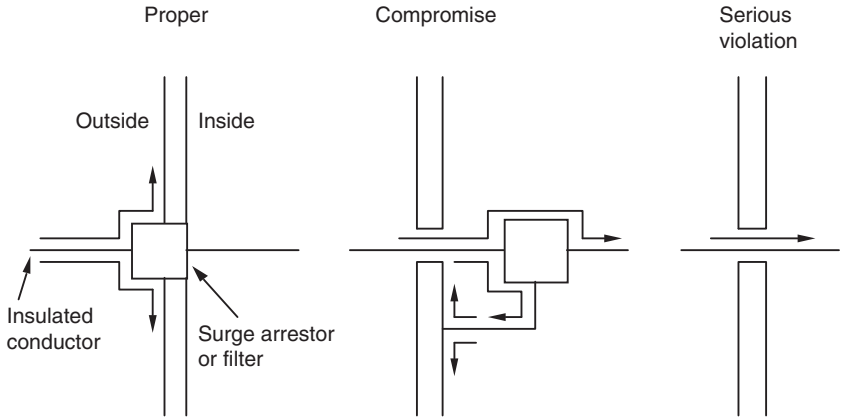 Proper
Compromise
Serious
violation
Outside
Inside
Insulated
conductor
Surge arrestor
or filter